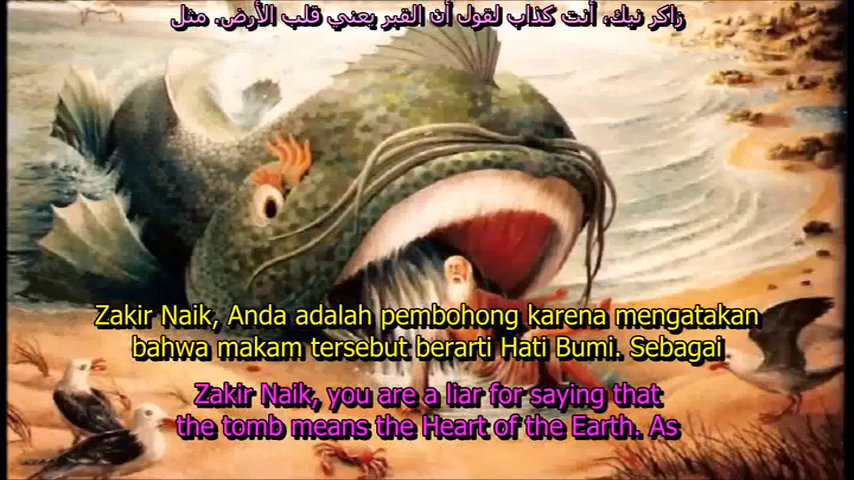 زاكر نيك، أنت كذاب لقول أن القبر يعني قلب الأرض. مثل
Zakir Naik, Anda adalah pembohong karena mengatakan
bahwa makam tersebut berarti Hati Bumi. Sebagai
Zakir Naik, you are a liar for saying that
the tomb means the Heart of the Earth. As